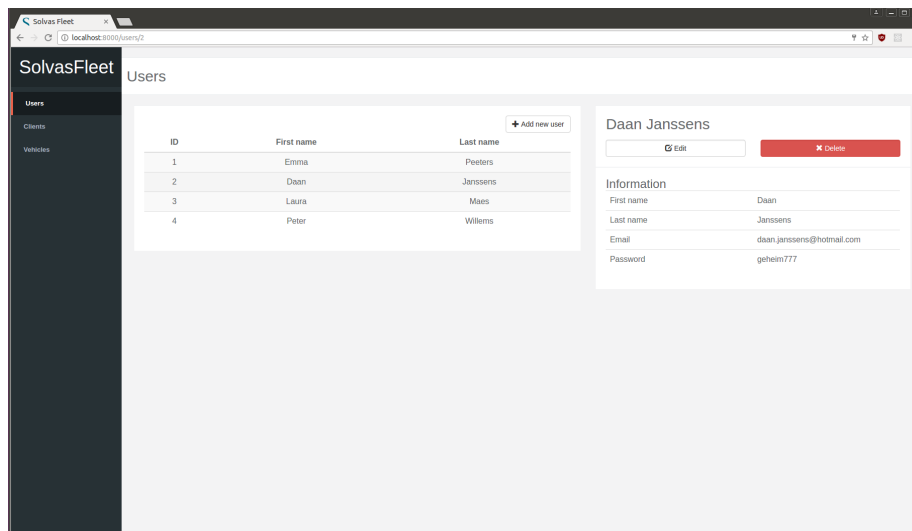 Solvas Fleet
localhost:8000/users/2
SolvasFleet
Users
Clients
Vehicles
Users
Add new user
ID First name Last name
1 Emma Peeters
2 Daan Janssens
3 Laura Maes
4 Peter Willems
Daan Janssens
Edit Delete
Information
First name Daan
Last name Janssens
Email daan.janssens@hotmail.com
Password geheim777